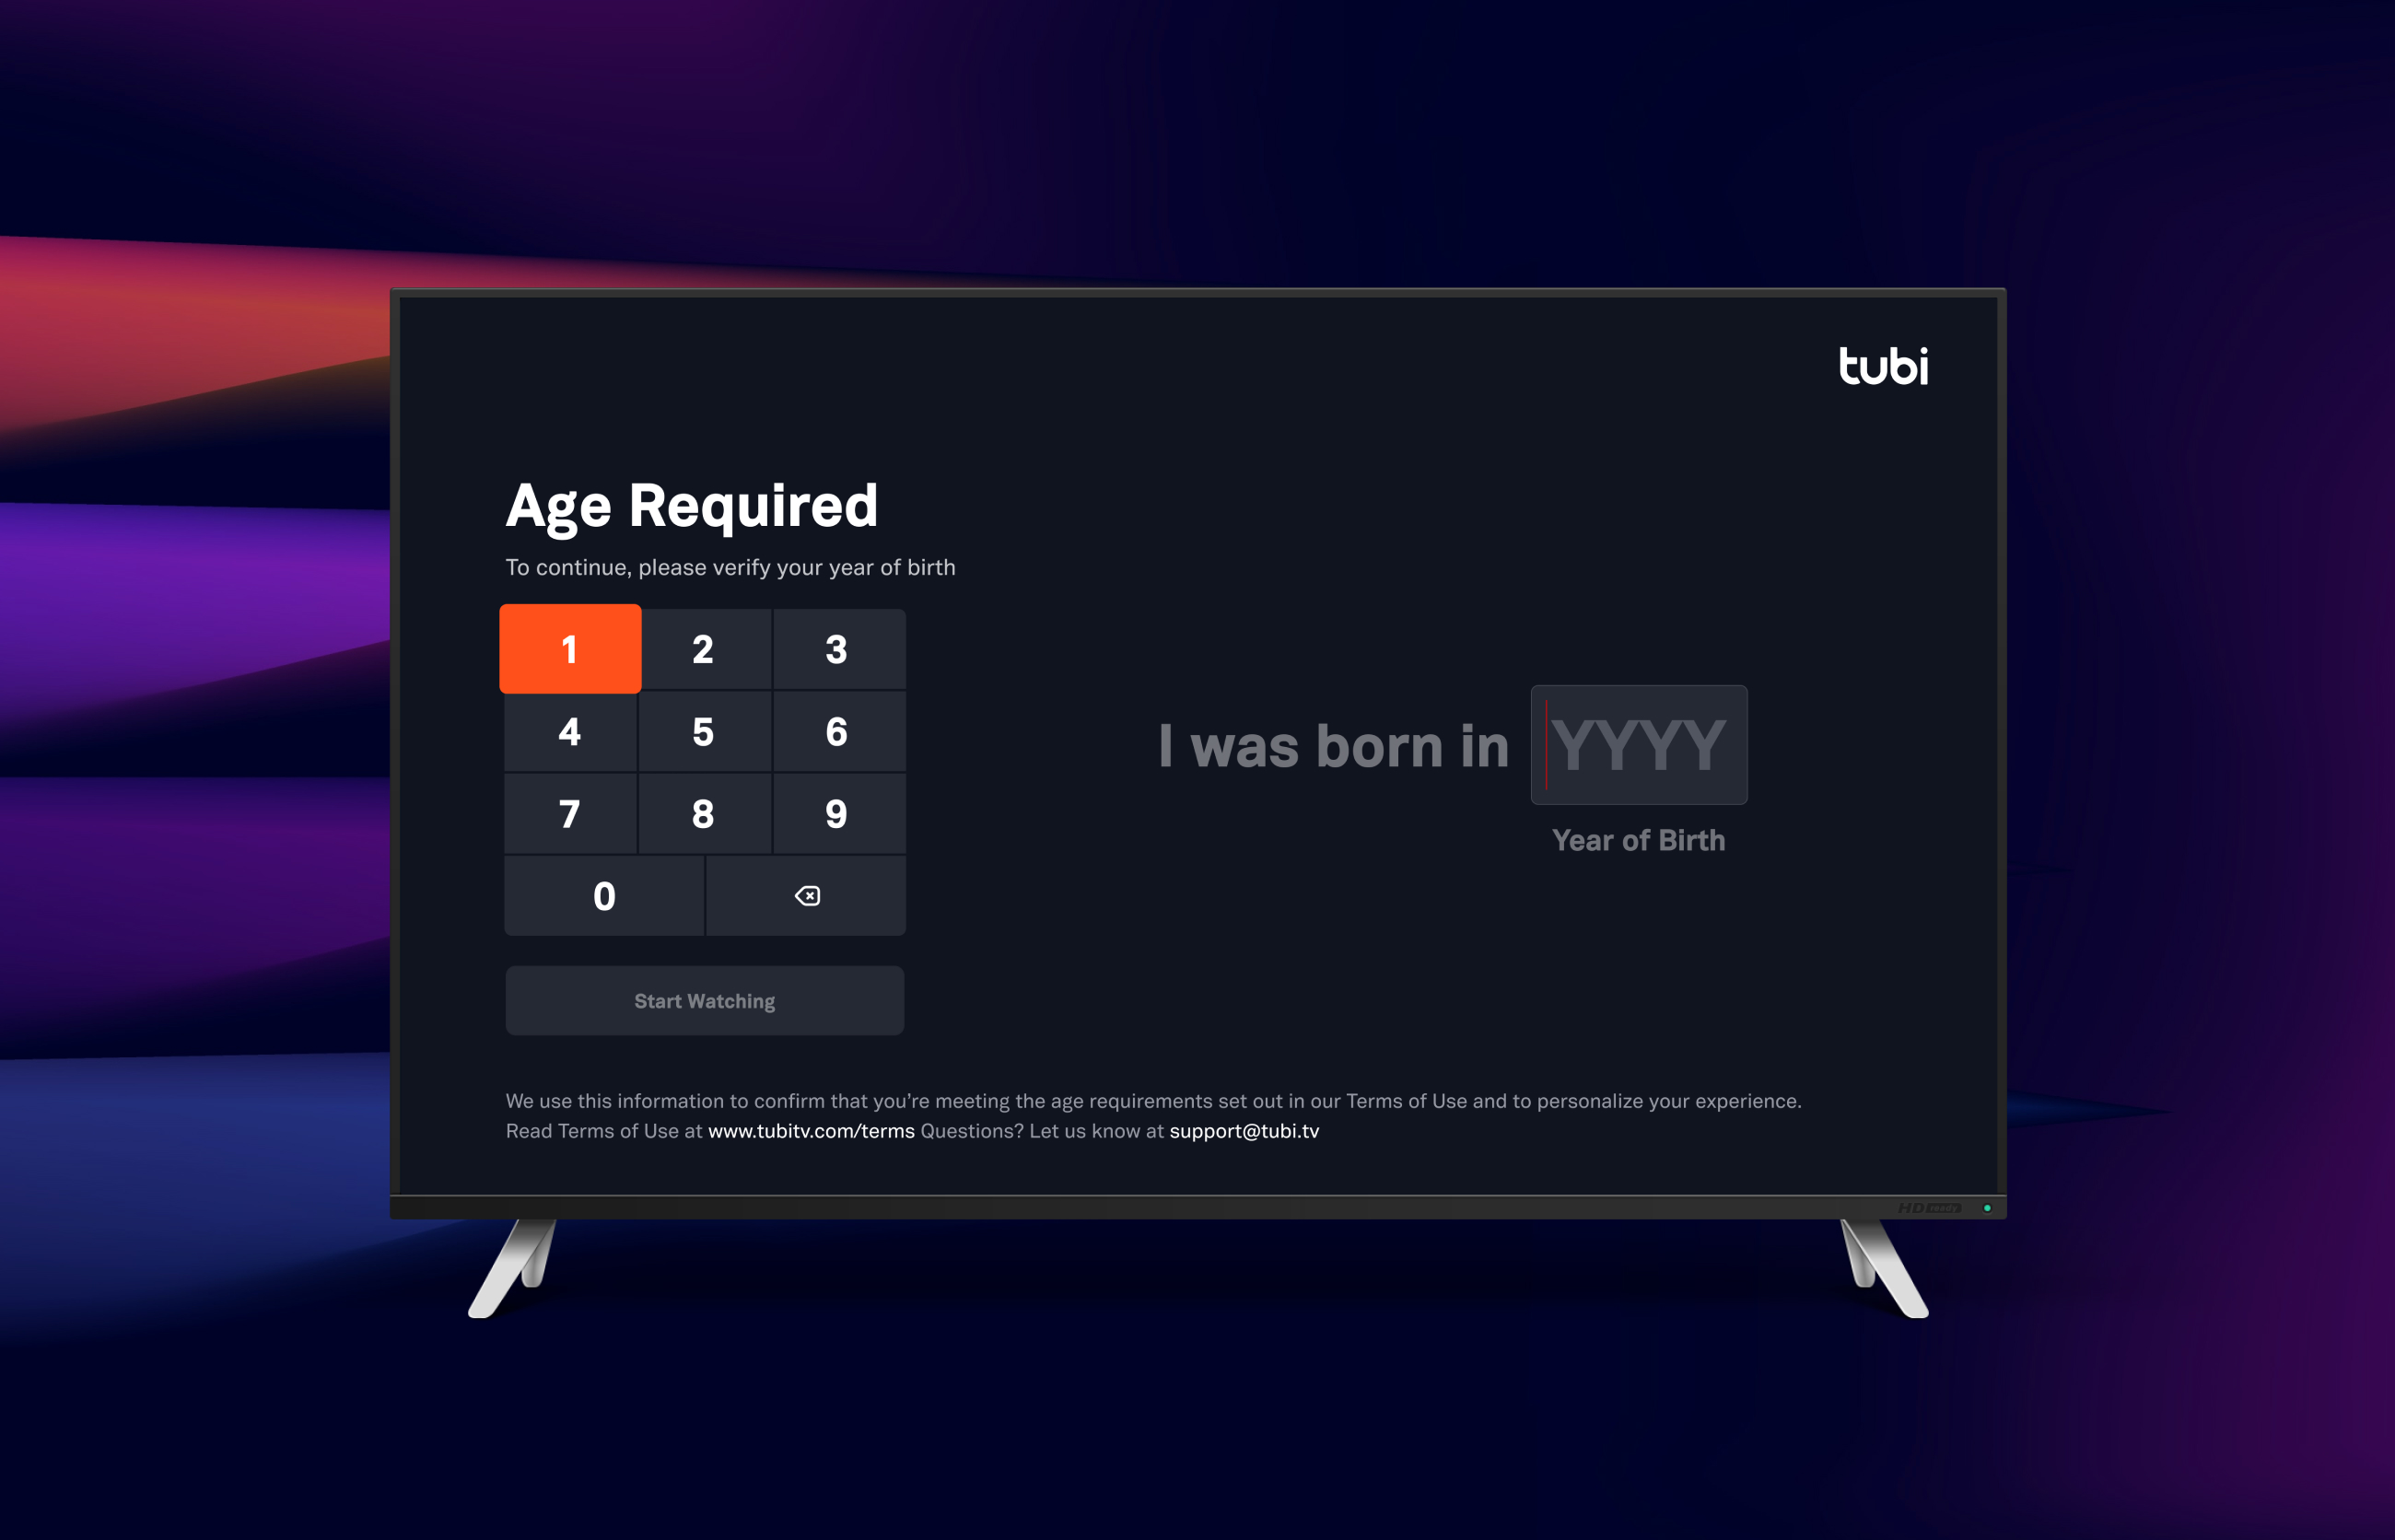 tubi
Age Required
To continue, please verify your year of birth
1 2 3
4 5 6
7 8 9
0
Start Watching
I was born in YYYY
Year of Birth
We use this information to confirm that you’re meeting the age requirements set out in our Terms of Use and to personalize your experience.
Read Terms of Use at www.tubitv.com/terms Questions? Let us know at support@tubi.tv
HD ready